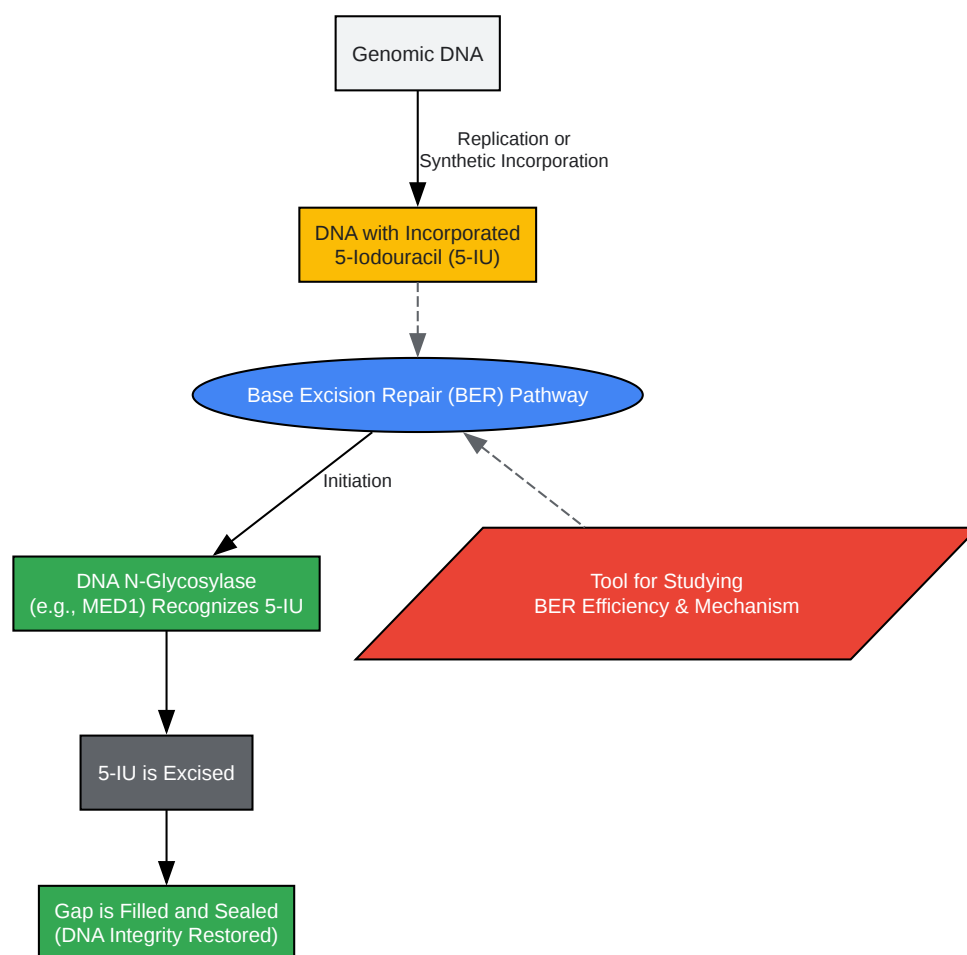 Genomic DNA
Replication or
Synthetic Incorporation
DNA with Incorporated
5-Iodouracil (5-IU)
Base Excision Repair (BER) Pathway
Initiation
DNA N-Glycosylase
(e.g., MED1) Recognizes 5-IU
Tool for Studying
BER Efficiency & Mechanism
5-IU is Excised
Gap is Filled and Sealed
(DNA Integrity Restored)